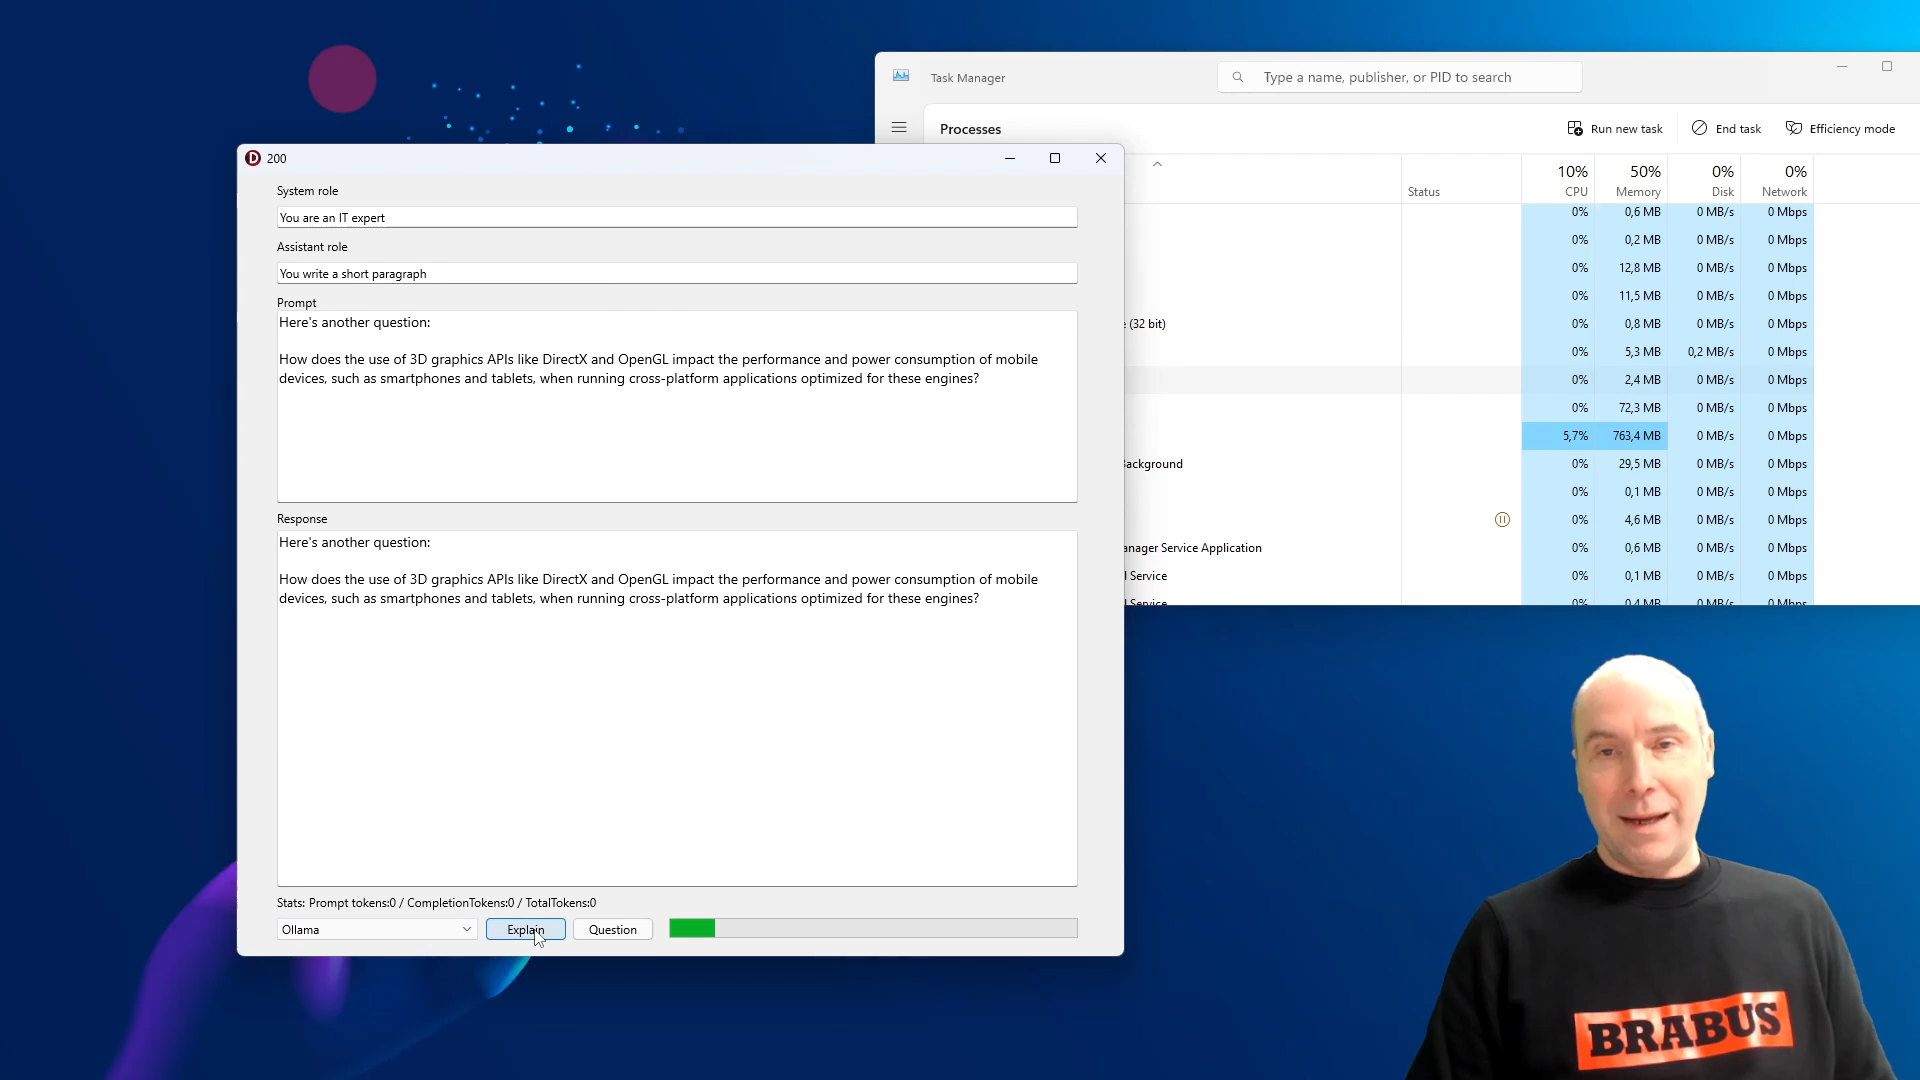 Task Manager
Type a name, publisher, or PID to search
Processes
Run new task
End task
Efficiency mode
200
System role
You are an IT expert
Assistant role
You write a short paragraph
Prompt
Here's another question:
How does the use of 3D graphics APIs like DirectX and OpenGL impact the performance and power consumption of mobile
devices, such as smartphones and tablets, when running cross-platform applications optimized for these engines?
Response
Here's another question:
How does the use of 3D graphics APIs like DirectX and OpenGL impact the performance and power consumption of mobile
devices, such as smartphones and tablets, when running cross-platform applications optimized for these engines?
Stats: Prompt tokens:0 / CompletionTokens:0 / TotalTokens:0
Ollama
Explain
Question
10% 50% 0% 0%
Status CPU Memory Disk Network
0% 0,6 MB 0 MB/s 0 Mbps
0% 0,2 MB 0 MB/s 0 Mbps
0% 12,8 MB 0 MB/s 0 Mbps
0% 11,5 MB 0 MB/s 0 Mbps
(32 bit) 0% 0,8 MB 0 MB/s 0 Mbps
0% 5,3 MB 0,2 MB/s 0 Mbps
0% 2,4 MB 0 MB/s 0 Mbps
0% 72,3 MB 0 MB/s 0 Mbps
5,7% 763,4 MB 0 MB/s 0 Mbps
Background 0% 29,5 MB 0 MB/s 0 Mbps
0% 0,1 MB 0 MB/s 0 Mbps
0% 4,6 MB 0 MB/s 0 Mbps
anager Service Application 0% 0,6 MB 0 MB/s 0 Mbps
Service 0% 0,1 MB 0 MB/s 0 Mbps
Service 0% 0,4 MB 0 MB/s 0 Mbps
BRABUS